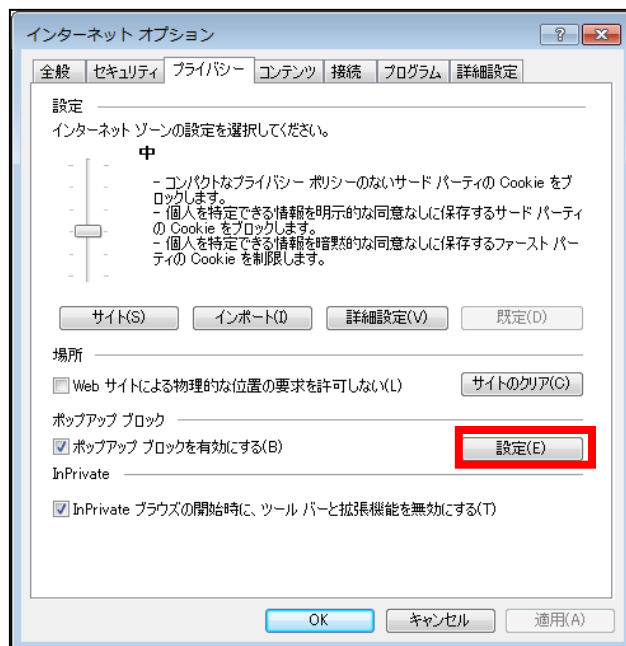 インターネット オプション
全般 セキュリティ プライバシー コンテンツ 接続 プログラム 詳細設定
設定
インターネット ゾーンの設定を選択してください。
中
- コンパクトなプライバシー ポリシーのないサード パーティの Cookie をブ
ロックします。
- 個人を特定できる情報を明示的な同意なしに保存するサード パーティ
の Cookie をブロックします。
- 個人を特定できる情報を暗黙的な同意なしに保存するファースト パー
ティの Cookie を制限します。
サイト(S) インポート(I) 詳細設定(V) 既定(D)
場所
Web サイトによる物理的な位置の要求を許可しない(L) サイトのクリア(C)
ポップアップ ブロック
ポップアップ ブロックを有効にする(B) 設定(E)
InPrivate
InPrivate ブラウズの開始時に、ツール バーと拡張機能を無効にする(T)
OK キャンセル 適用(A)